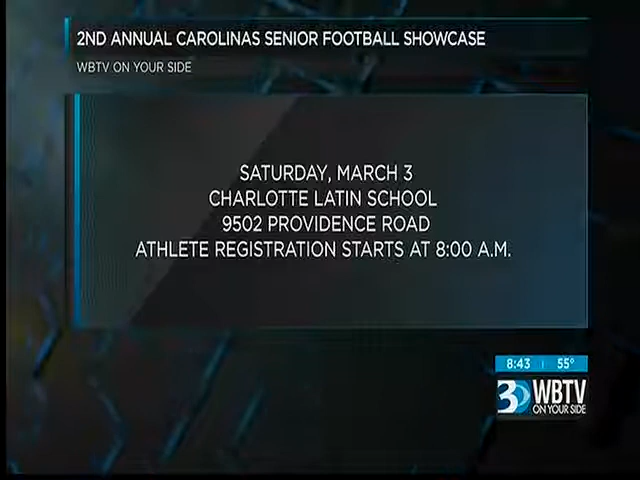 2ND ANNUAL CAROLINAS SENIOR FOOTBALL SHOWCASE
WBTV ON YOUR SIDE
SATURDAY, MARCH 3
CHARLOTTE LATIN SCHOOL
9502 PROVIDENCE ROAD
ATHLETE REGISTRATION STARTS AT 8:00 A.M.
8:43 | 55°
3 WBTV
ON YOUR SIDE